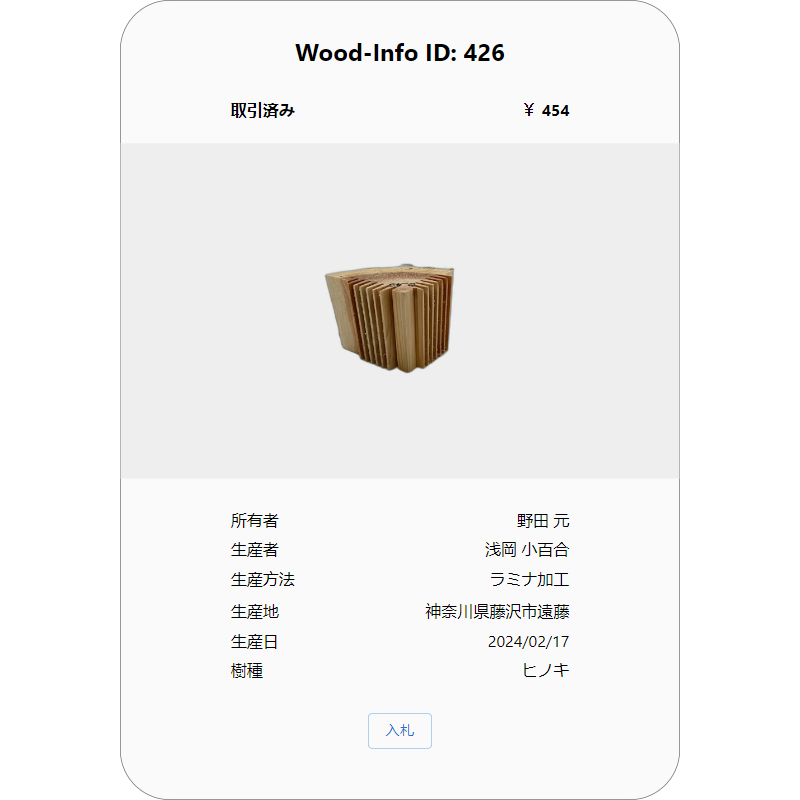 Wood-Info ID: 426
取引済み ¥ 454
所有者 野田 元
生産者 浅岡 小百合
生産方法 ラミナ加工
生産地 神奈川県藤沢市遠藤
生産日 2024/02/17
樹種 ヒノキ
入札